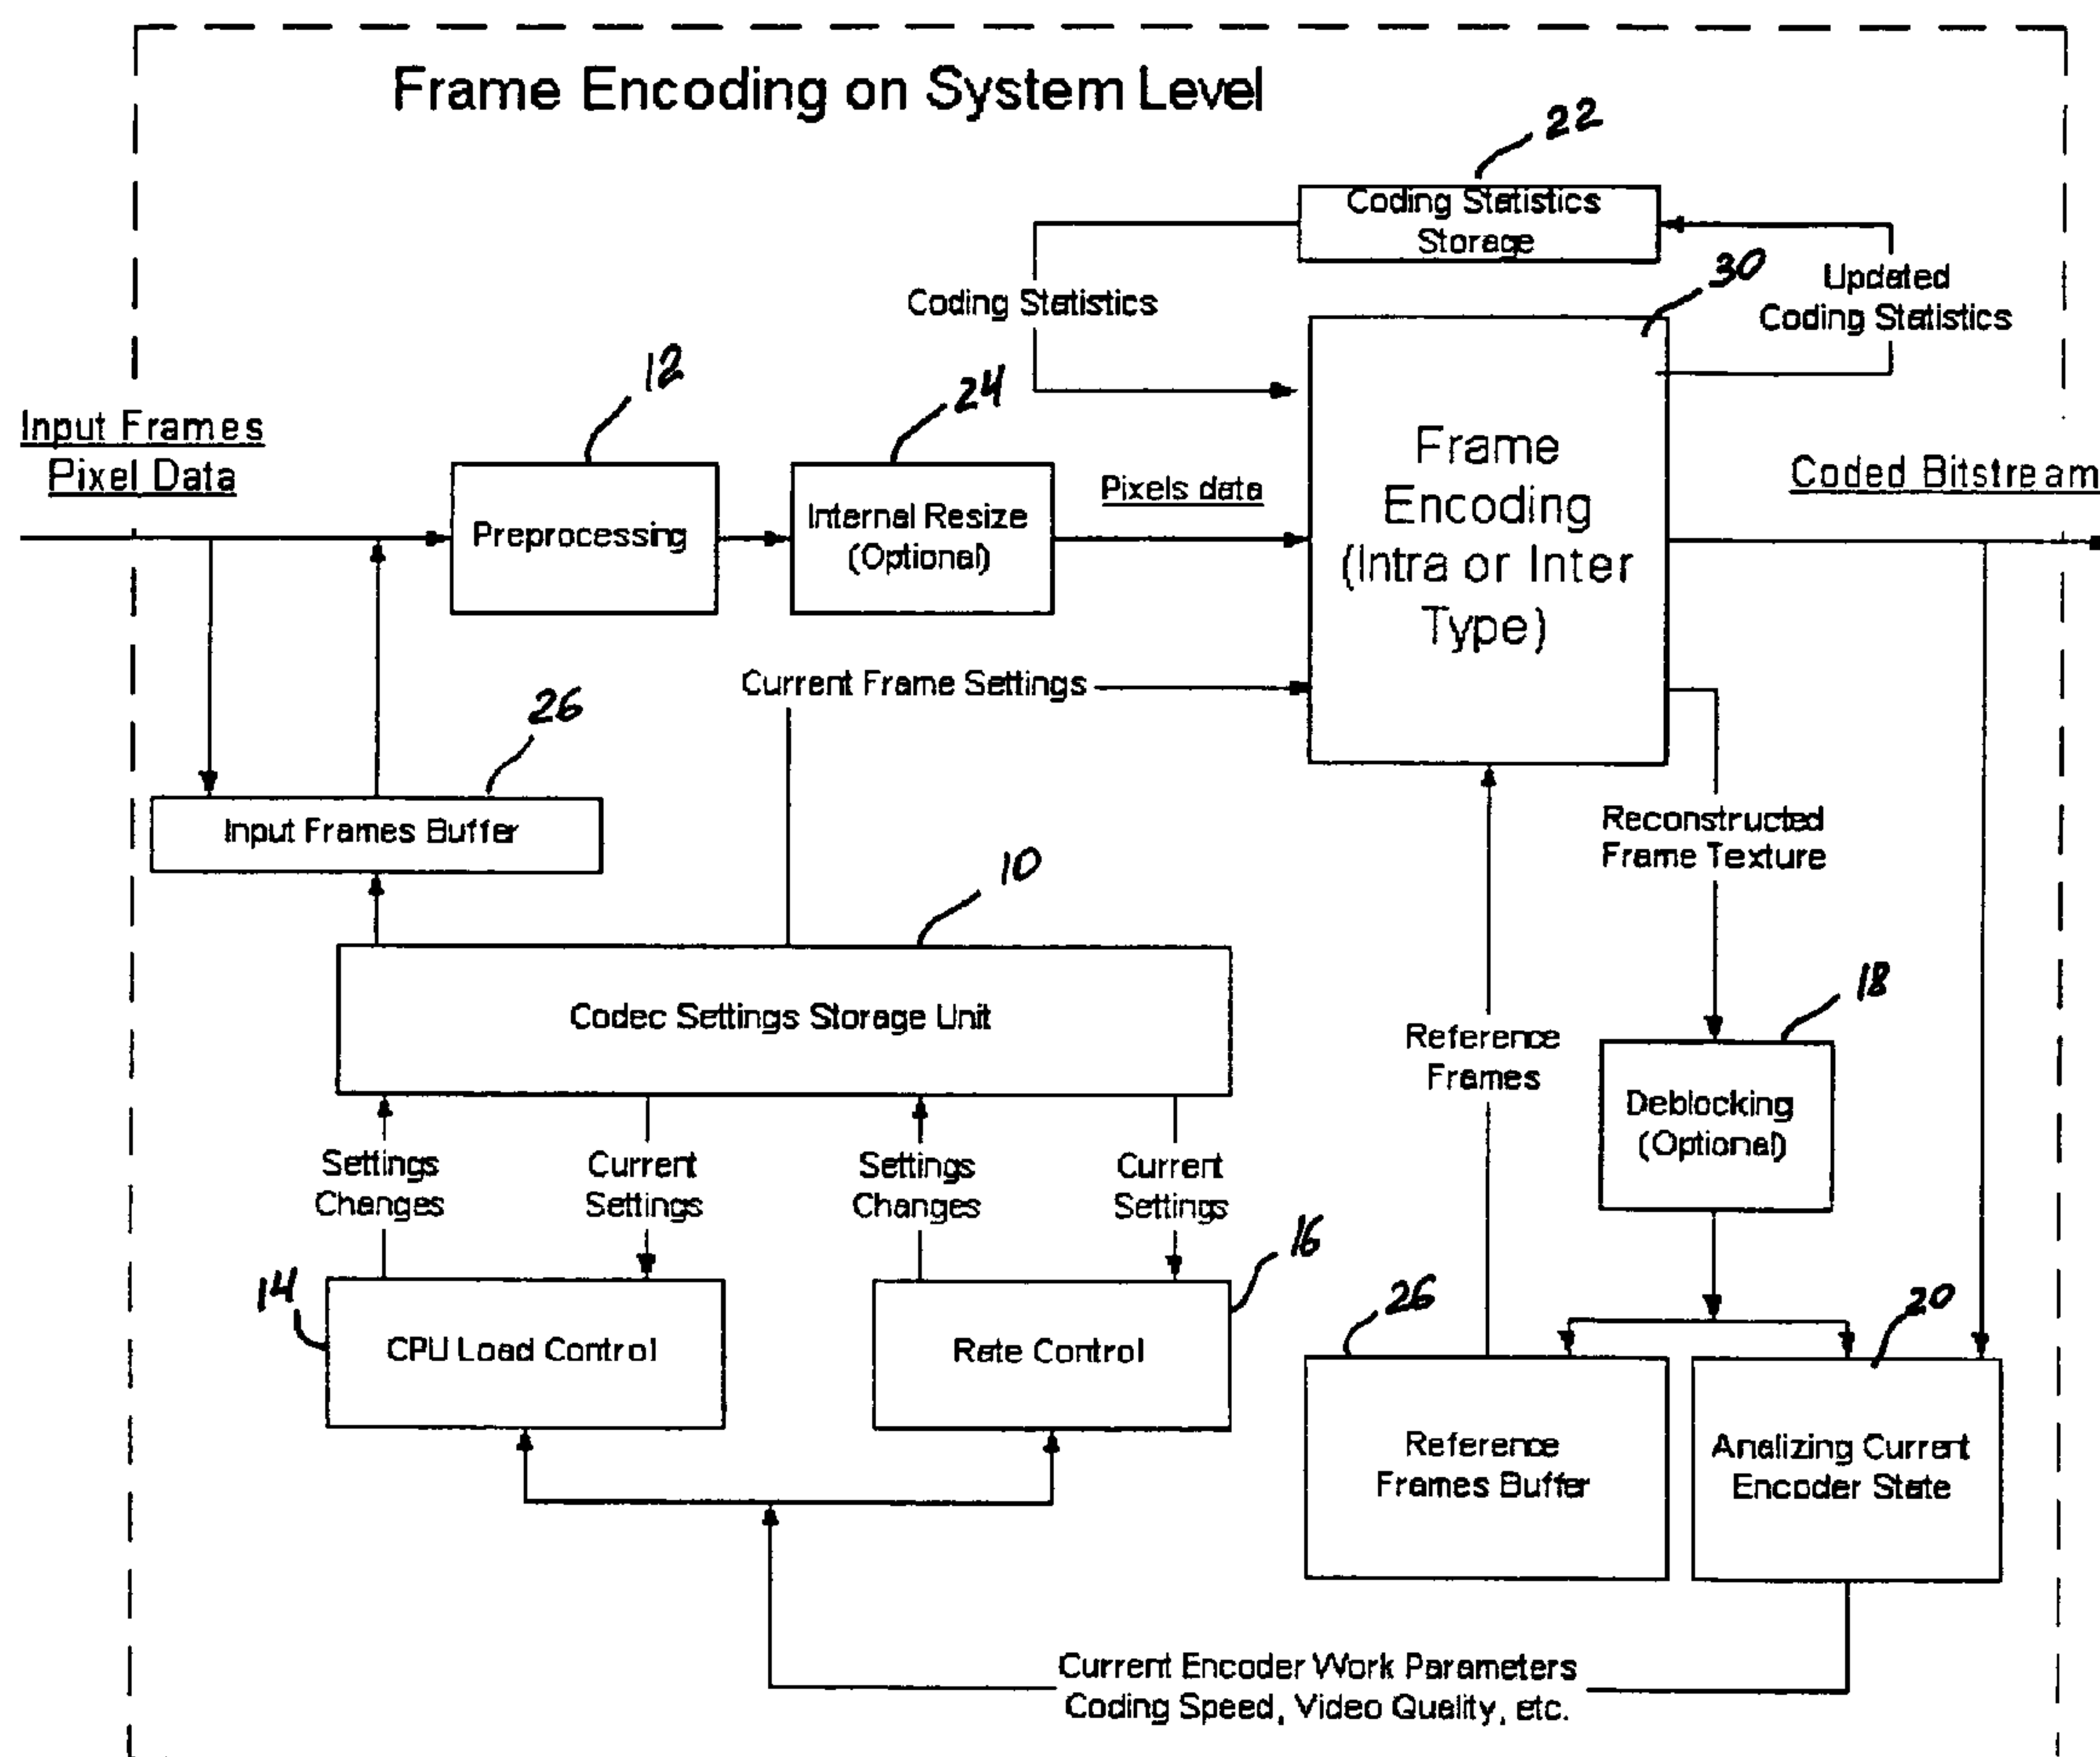 Frame Encoding on System Level
22
Coding Statistics
Storage
30
Updated
Coding Statistics
Coding Statistics
12
24
Input Frames
Pixel Data
Preprocessing
Internal Resize
(Optional)
Pixels data
Frame
Encoding
(Intra or Inter
Type)
Coded Bitstream
Current Frame Settings
26
Input Frames Buffer
Reconstructed
Frame Texture
10
Codec Settings Storage Unit
18
Reference
Frames
Deblocking
(Optional)
Settings
Changes
Current
Settings
Settings
Changes
Current
Settings
14
CPU Load Control
16
Rate Control
26
20
Reference
Frames Buffer
Analizing Current
Encoder State
Current Encoder Work Parameters
Coding Speed, Video Quality, etc.